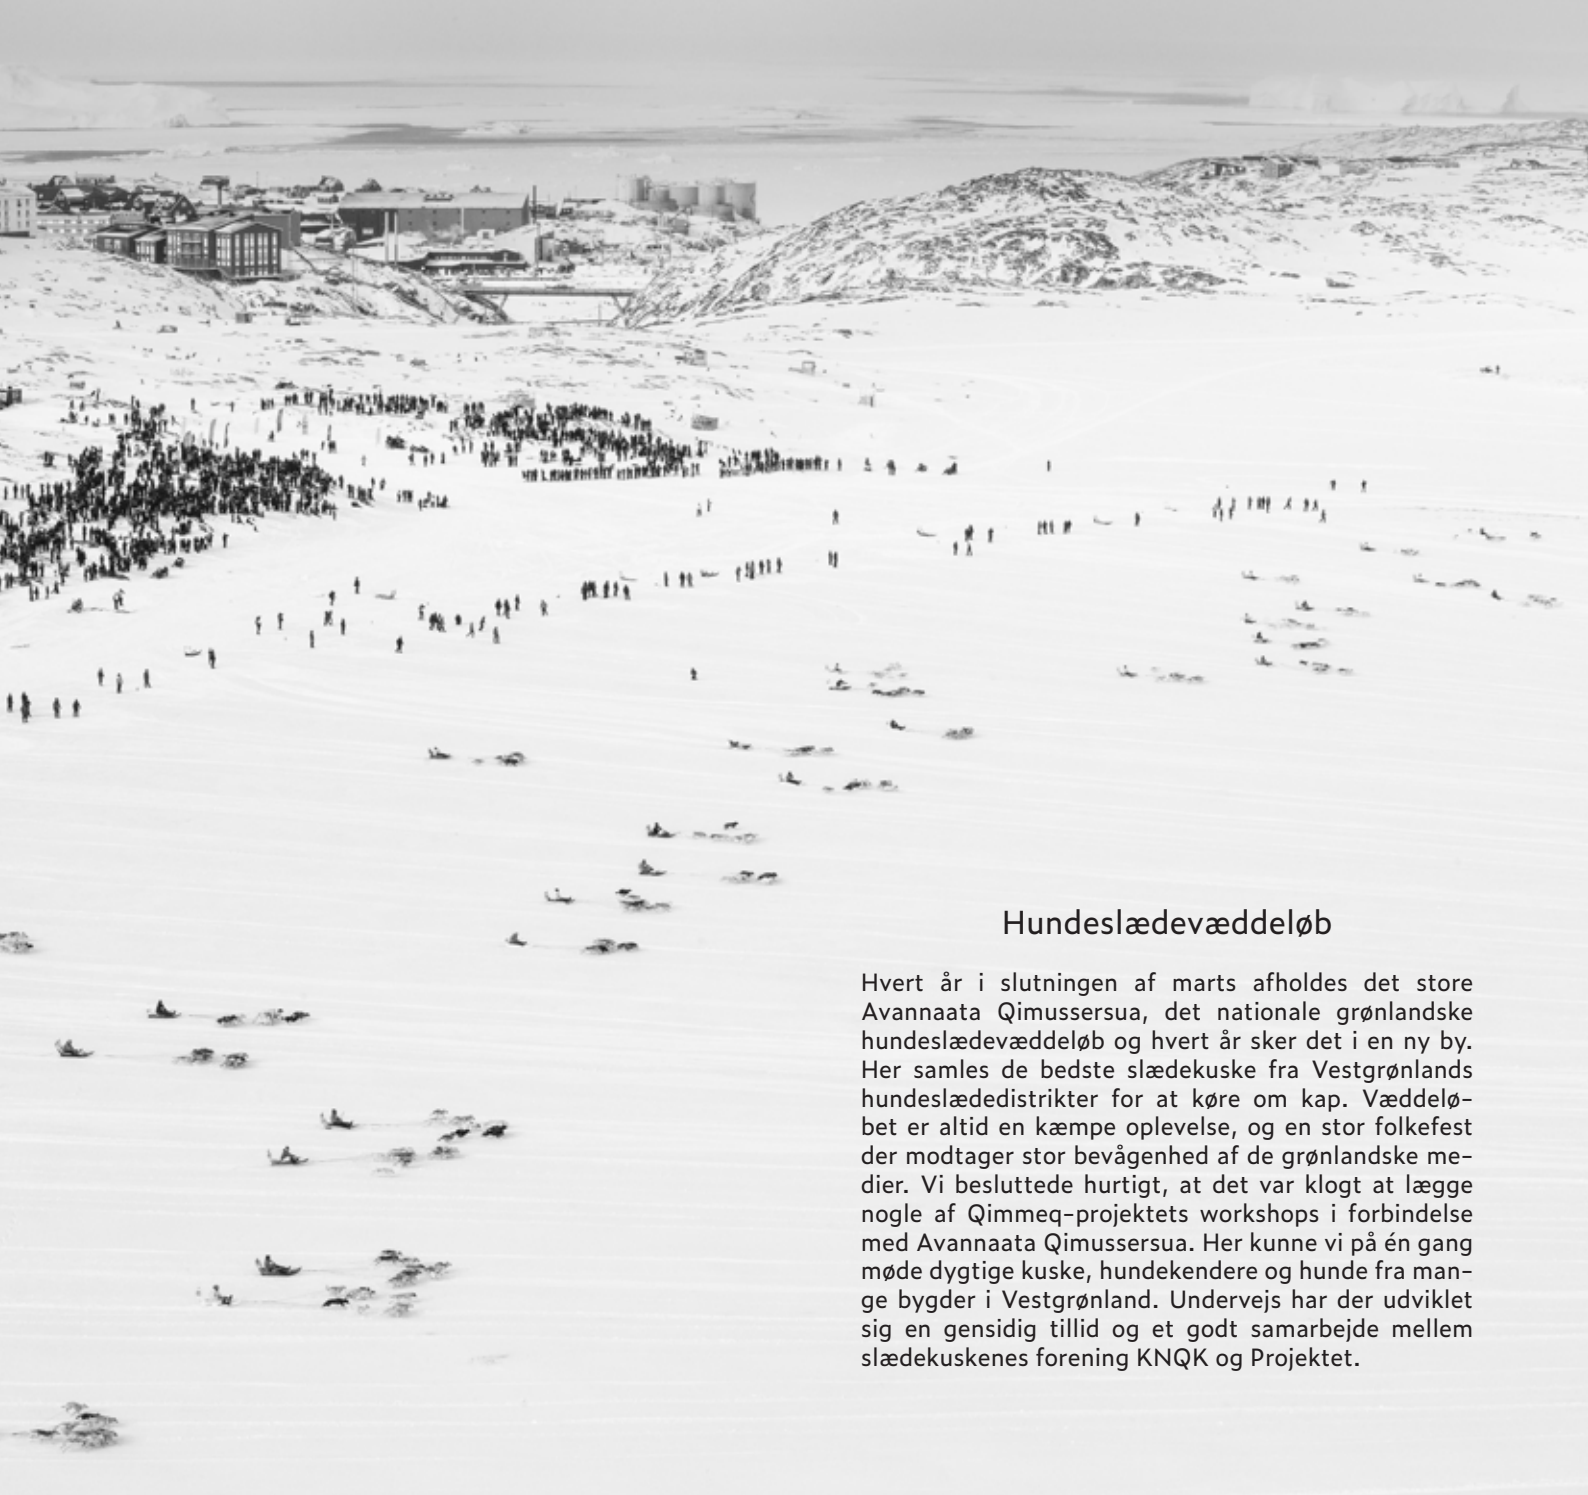 Hundeslædevæddeløb
Hvert år i slutningen af marts afholdes det store
Avannaata Qimussersua, det nationale grønlandske
hundeslædevæddeløb og hvert år sker det i en ny by.
Her samles de bedste slædekuske fra Vestgrønlands
hundeslædedistrikter for at køre om kap. Væddelø-
bet er altid en kæmpe oplevelse, og en stor folkefest
der modtager stor bevågenhed af de grønlandske me-
dier. Vi besluttede hurtigt, at det var klogt at lægge
nogle af Qimmeq-projektets workshops i forbindelse
med Avannaata Qimussersua. Her kunne vi på én gang
møde dygtige kuske, hundekendere og hunde fra man-
ge bygder i Vestgrønland. Undervejs har der udviklet
sig en gensidig tillid og et godt samarbejde mellem
slædekuskenes forening KNQK og Projektet.